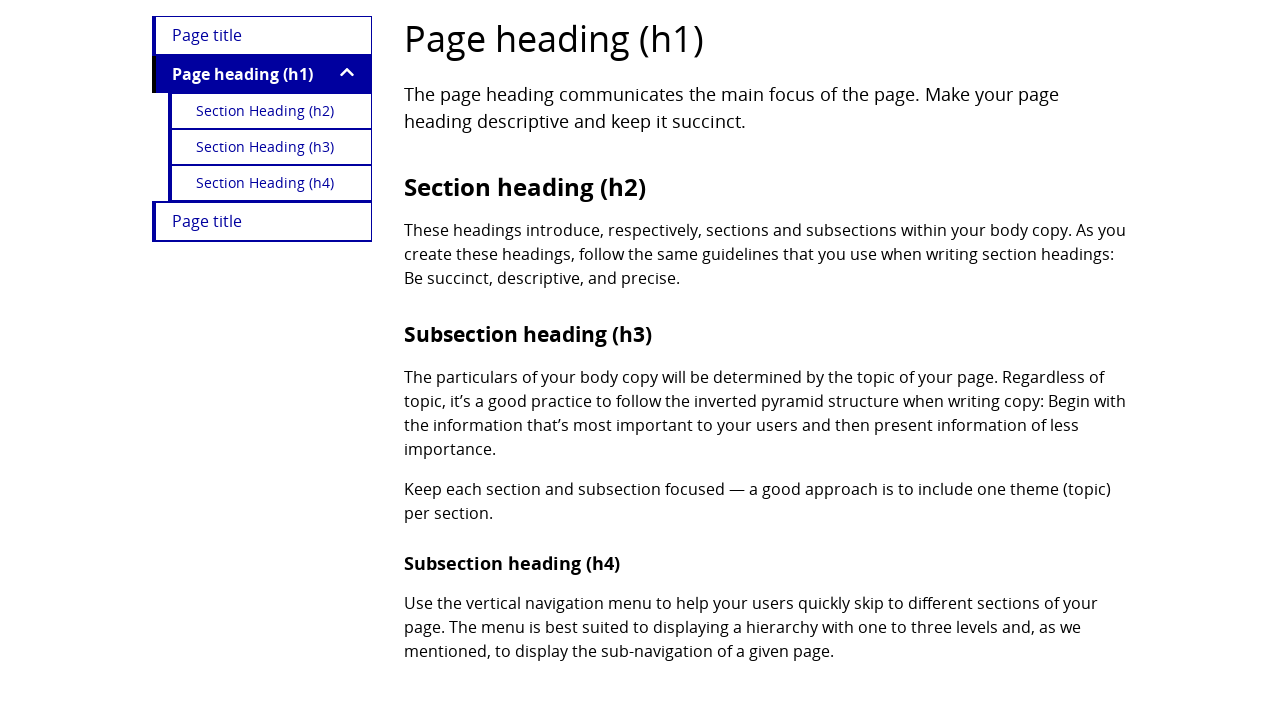 Page title
Page heading (h1)
Section Heading (h2)
Section Heading (h3)
Section Heading (h4)
Page title
Page heading (h1)
The page heading communicates the main focus of the page. Make your page
heading descriptive and keep it succinct.
Section heading (h2)
These headings introduce, respectively, sections and subsections within your body copy. As you
create these headings, follow the same guidelines that you use when writing section headings:
Be succinct, descriptive, and precise.
Subsection heading (h3)
The particulars of your body copy will be determined by the topic of your page. Regardless of
topic, it’s a good practice to follow the inverted pyramid structure when writing copy: Begin with
the information that’s most important to your users and then present information of less
importance.
Keep each section and subsection focused — a good approach is to include one theme (topic)
per section.
Subsection heading (h4)
Use the vertical navigation menu to help your users quickly skip to different sections of your
page. The menu is best suited to displaying a hierarchy with one to three levels and, as we
mentioned, to display the sub-navigation of a given page.